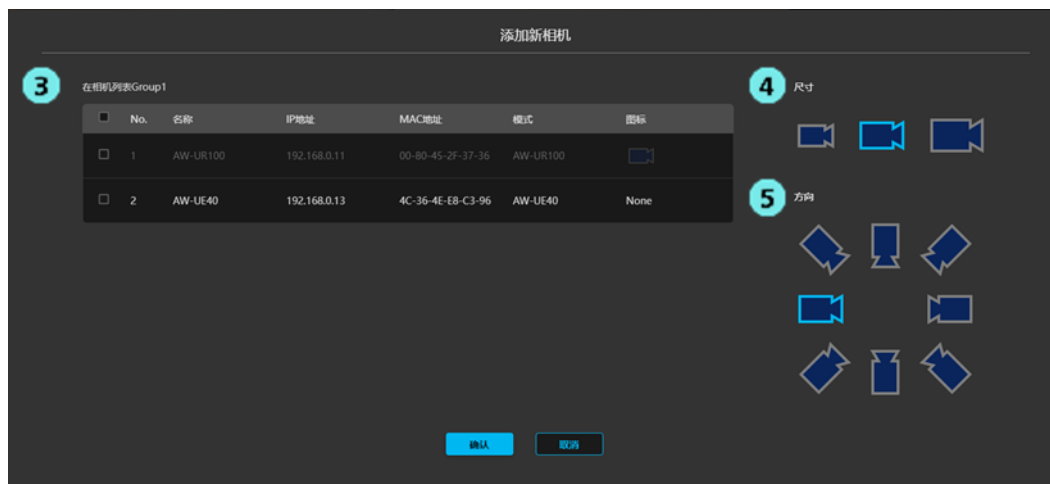 添加新相机
3 在相机列表Group1
No. 名称 IP地址 MAC地址 模式 图标
1 AW-UR100 192.168.0.11 00-80-45-2F-37-36 AW-UR100
2 AW-UE40 192.168.0.13 4C-36-4E-E8-C3-96 AW-UE40 None
4 尺寸
5 方向
确认 取消